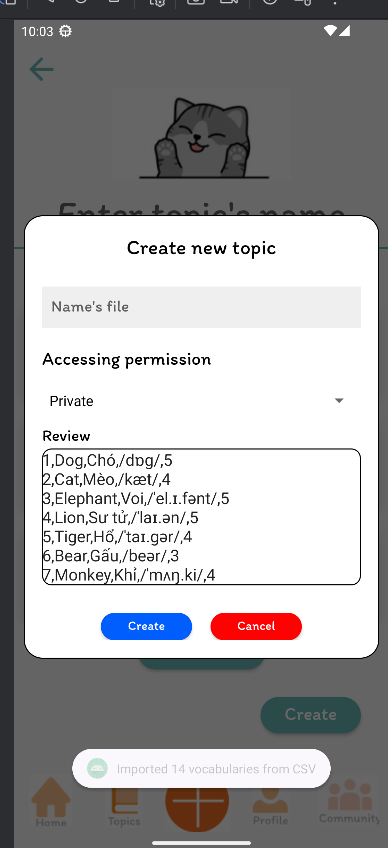 10:03
Enter topic's name
Create new topic
Name's file
Accessing permission
Private
Review
1,Dog,Chó,/dɒg/,5
2,Cat,Mèo,/kæt/,4
3,Elephant,Voi,/ˈel.ɪ.fənt/,5
4,Lion,Sư tử,/ˈlaɪ.ən/,5
5,Tiger,Hổ,/ˈtaɪ.gər/,4
6,Bear,Gấu,/beər/,3
7,Monkey,Khỉ,/ˈmʌŋ.ki/,4
Create
Cancel
Create
Imported 14 vocabularies from CSV
Home
Topics
Profile
Community